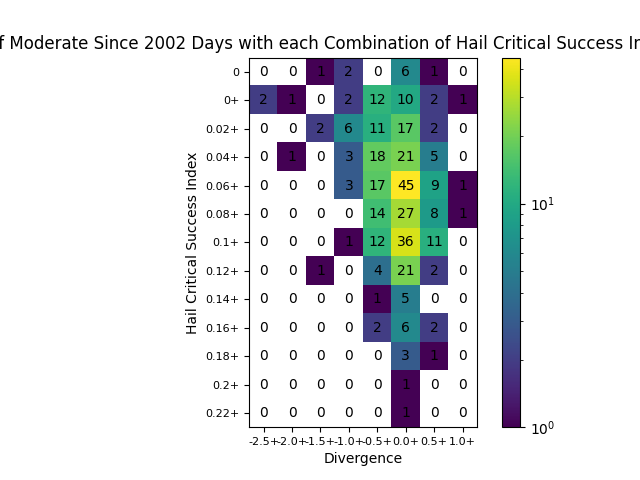 f Moderate Since 2002 Days with each Combination of Hail Critical Success In
0 0 0 1 2 0 6 1 0
0+ 2 1 0 2 12 10 2 1
0.02+ 0 0 2 6 11 17 2 0
0.04+ 0 1 0 3 18 21 5 0
0.06+ 0 0 0 3 17 45 9 1
0.08+ 0 0 0 0 14 27 8 1
0.1+ 0 0 0 1 12 36 11 0
0.12+ 0 0 1 0 4 21 2 0
0.14+ 0 0 0 0 1 5 0 0
0.16+ 0 0 0 0 2 6 2 0
0.18+ 0 0 0 0 0 3 1 0
0.2+ 0 0 0 0 0 1 0 0
0.22+ 0 0 0 0 0 1 0 0
-2.5+ -2.0+ -1.5+ -1.0+ -0.5+ 0.0+ 0.5+ 1.0+
Divergence
Hail Critical Success Index
10¹
10⁰